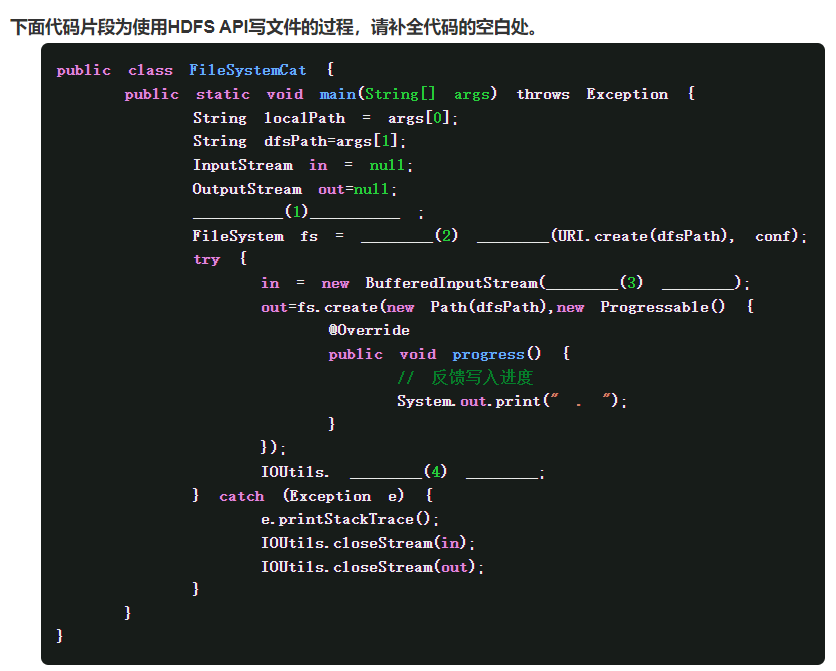 下面代码片段为使用HDFS API写文件的过程，请补全代码的空白处。
public class FileSystemCat {
public static void main(String[] args) throws Exception {
String localPath = args[0];
String dfsPath=args[1];
InputStream in = null;
OutputStream out=null;
__________(1)__________ ;
FileSystem fs = ________(2) ________(URI.create(dfsPath), conf);
try {
in = new BufferedInputStream(________(3) ________);
out=fs.create(new Path(dfsPath),new Progressable() {
@Override
public void progress() {
// 反馈写入进度
System.out.print(" . ");
}
});
IOUtils. ________(4) ________;
} catch (Exception e) {
e.printStackTrace();
IOUtils.closeStream(in);
IOUtils.closeStream(out);
}
}
}